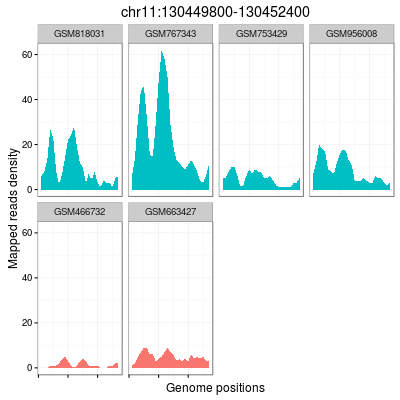 chr11:130449800-130452400
GSM818031 GSM767343 GSM753429 GSM956008
60
40
20
0
Mapped reads density
GSM466732 GSM663427
60
40
20
0
Genome positions